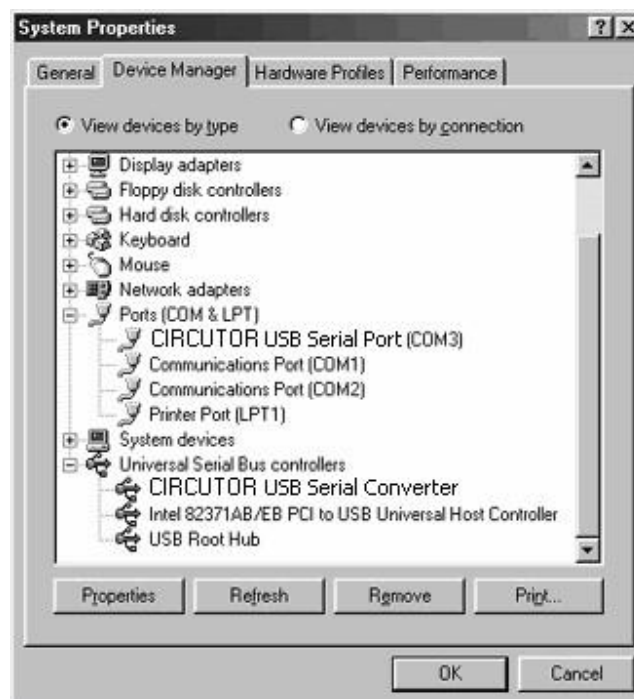 System Properties
General Device Manager Hardware Profiles Performance
View devices by type View devices by connection
Display adapters
Floppy disk controllers
Hard disk controllers
Keyboard
Mouse
Network adapters
Ports (COM & LPT)
CIRCUTOR USB Serial Port (COM3)
Communications Port (COM1)
Communications Port (COM2)
Printer Port (LPT1)
System devices
Universal Serial Bus controllers
CIRCUTOR USB Serial Converter
Intel 82371AB/EB PCI to USB Universal Host Controller
USB Root Hub
Properties Refresh Remove Print...
OK Cancel